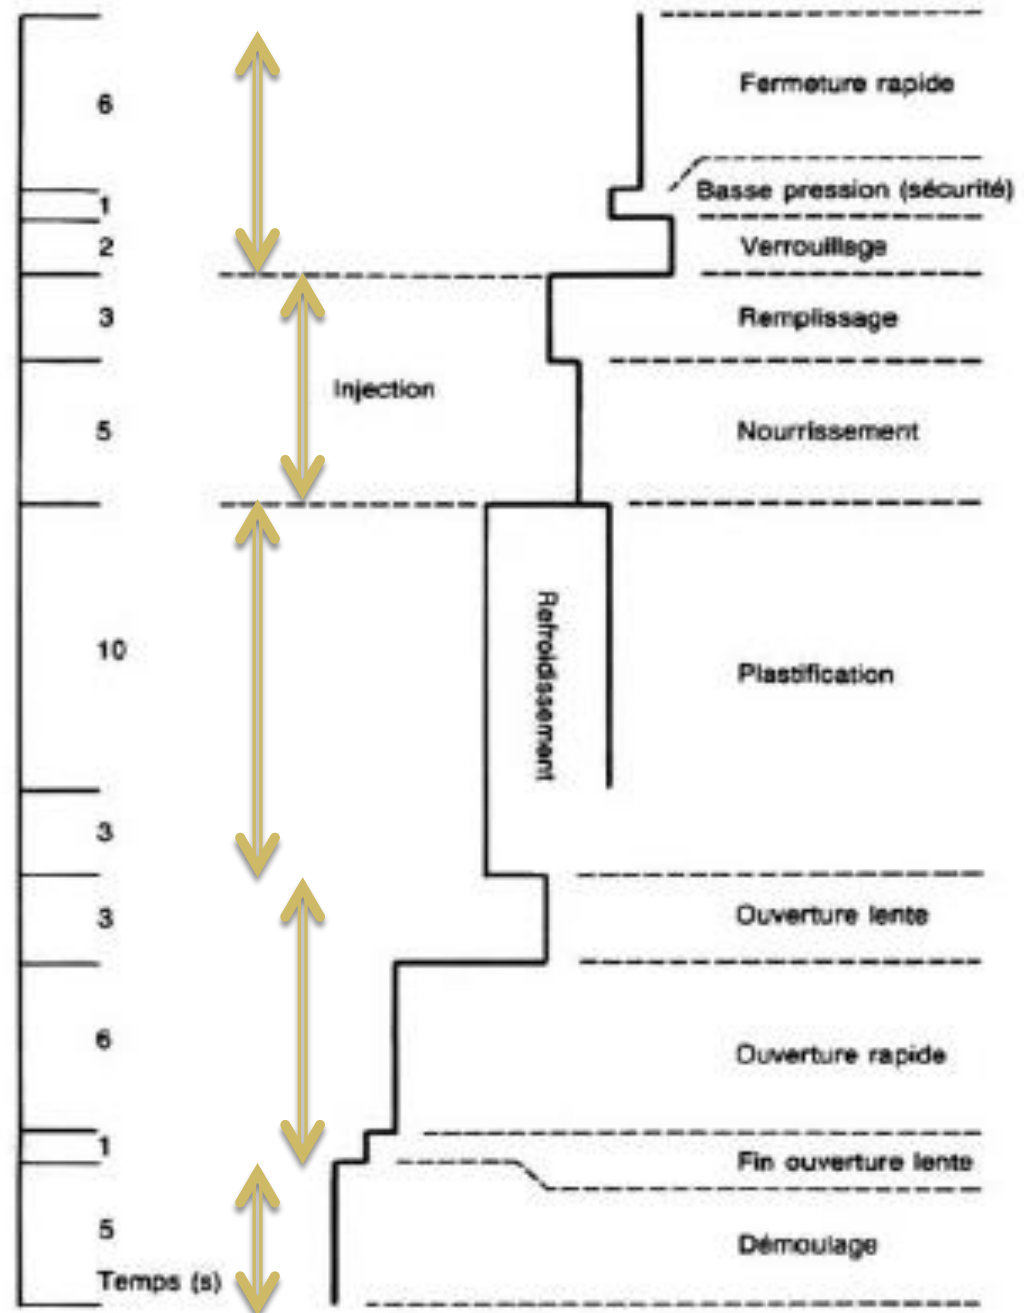 6
Fermeture rapide
1
Basse pression (sécurité)
2
Verrouillage
3
Remplissage
Injection
5
Nourrissement
Refroidissement
10
Plastification
3
3
Ouverture lente
6
Ouverture rapide
1
Fin ouverture lente
5
Démoulage
Temps (s)